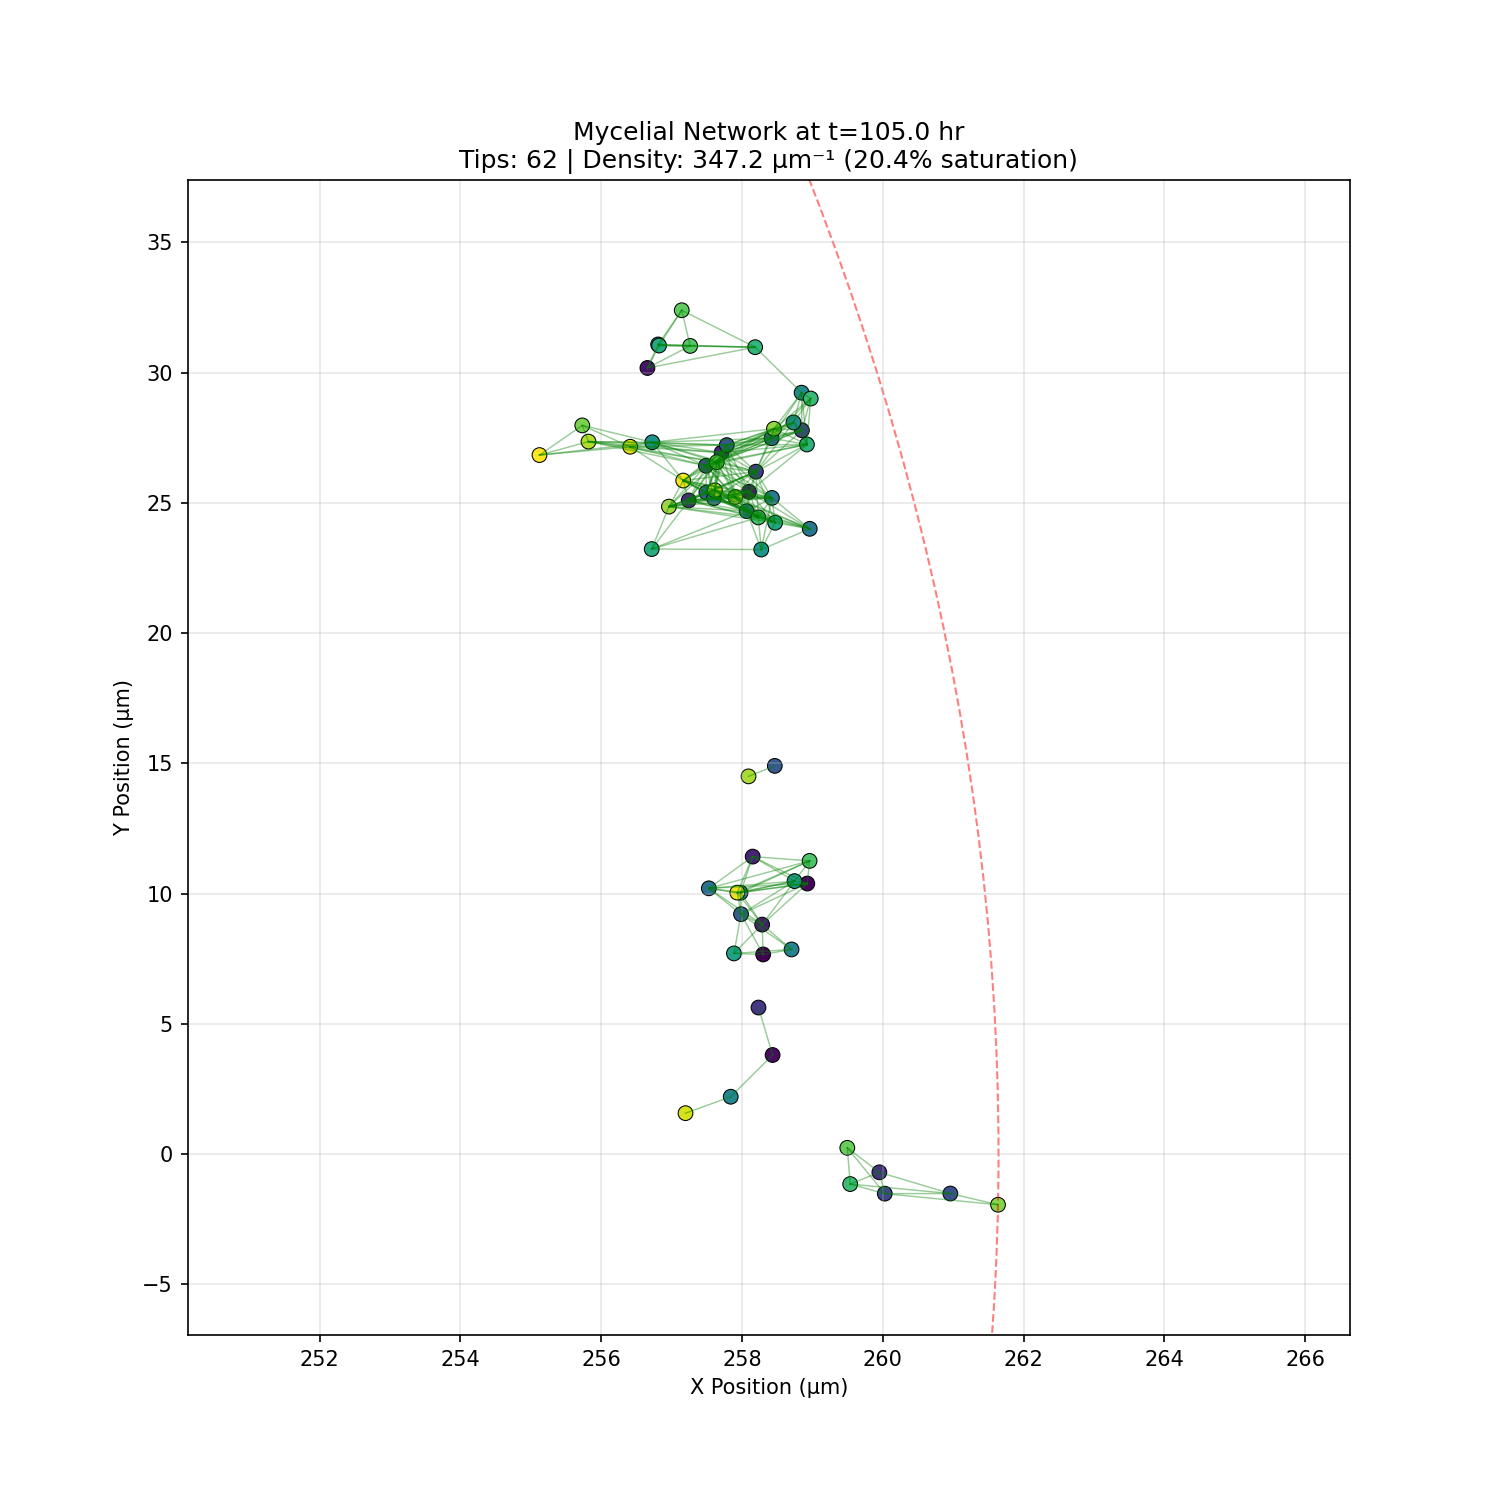 Mycelial Network at t=105.0 hr
Tips: 62 | Density: 347.2 μm⁻¹ (20.4% saturation)
35
30
25
20
15
10
5
0
−5
Y Position (μm)
252 254 256 258 260 262 264 266
X Position (μm)